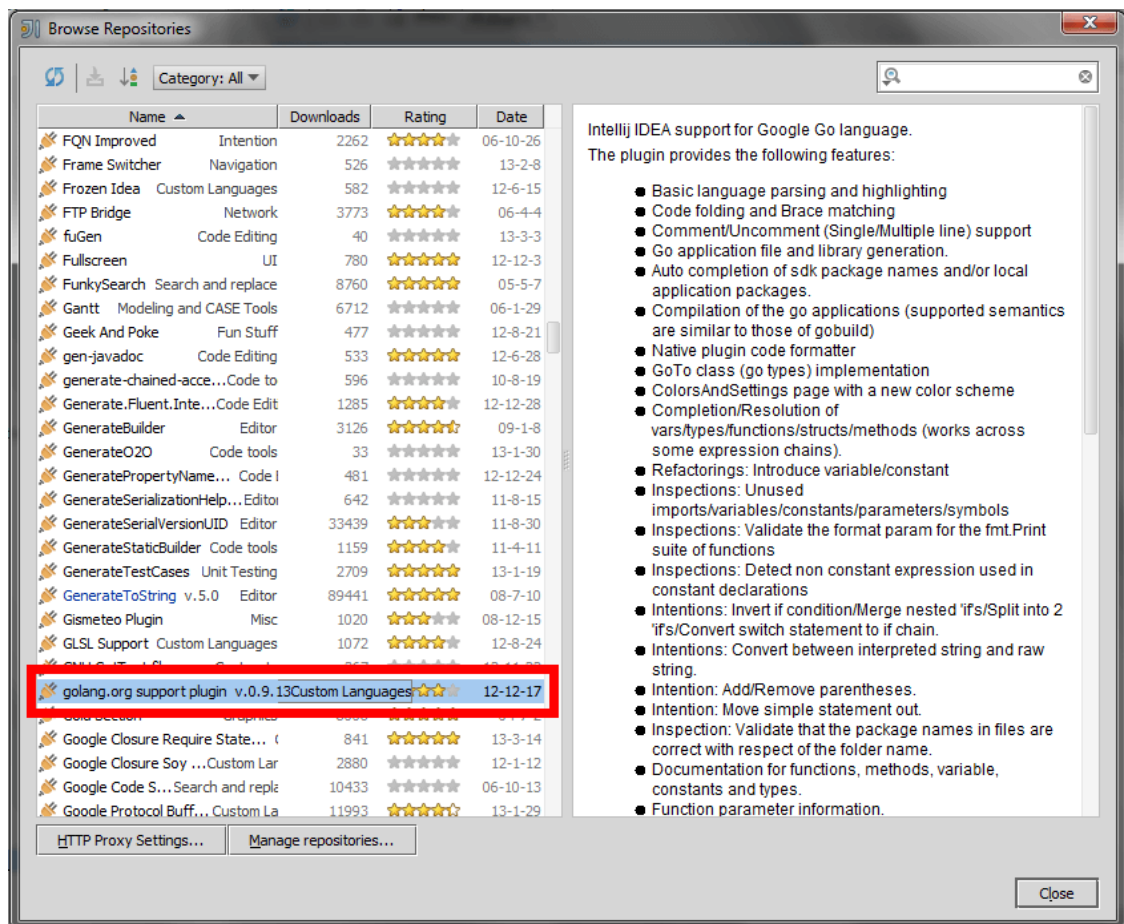 Browse Repositories
Category: All
Name Downloads Rating Date
FQN Improved Intention 2262 06-10-26
Frame Switcher Navigation 526 13-2-8
Frozen Idea Custom Languages 582 12-6-15
FTP Bridge Network 3773 06-4-4
fuGen Code Editing 40 13-3-3
Fullscreen UI 780 12-12-3
FunkySearch Search and replace 8760 05-5-7
Gantt Modeling and CASE Tools 6712 06-1-29
Geek And Poke Fun Stuff 477 12-8-21
gen-javadoc Code Editing 533 12-6-28
generate-chained-acce...Code to 596 10-8-19
Generate.Fluent.Inte...Code Edit 1285 12-12-28
GenerateBuilder Editor 3126 09-1-8
GenerateO2O Code tools 33 13-1-30
GeneratePropertyName... Code 481 12-12-24
GenerateSerializationHelp...Editor 642 11-8-15
GenerateSerialVersionUID Editor 33439 11-8-30
GenerateStaticBuilder Code tools 1159 11-4-11
GenerateTestCases Unit Testing 2709 13-1-19
GenerateToString v.5.0 Editor 89441 08-7-10
Gismeteo Plugin Misc 1020 08-12-15
GLSL Support Custom Languages 1072 12-8-24
golang.org support plugin v.0.9.13Custom Languages 12-12-17
Google Closure Require State... 841 13-3-14
Google Closure Soy ...Custom Lar 2880 12-1-12
Google Code S...Search and repla 10433 06-10-13
Google Protocol Buff... Custom La 11993 13-1-29
HTTP Proxy Settings... Manage repositories...
Intellij IDEA support for Google Go language.
The plugin provides the following features:
Basic language parsing and highlighting
Code folding and Brace matching
Comment/Uncomment (Single/Multiple line) support
Go application file and library generation.
Auto completion of sdk package names and/or local
application packages.
Compilation of the go applications (supported semantics
are similar to those of gobuild)
Native plugin code formatter
GoTo class (go types) implementation
ColorsAndSettings page with a new color scheme
Completion/Resolution of
vars/types/functions/structs/methods (works across
some expression chains).
Refactorings: Introduce variable/constant
Inspections: Unused
imports/variables/constants/parameters/symbols
Inspections: Validate the format param for the fmt.Print
suite of functions
Inspections: Detect non constant expression used in
constant declarations
Intentions: Invert if condition/Merge nested 'if's/Split into 2
'if's/Convert switch statement to if chain.
Intentions: Convert between interpreted string and raw
string.
Intention: Add/Remove parentheses.
Intention: Move simple statement out.
Inspection: Validate that the package names in files are
correct with respect of the folder name.
Documentation for functions, methods, variable,
constants and types.
Function parameter information.
Close